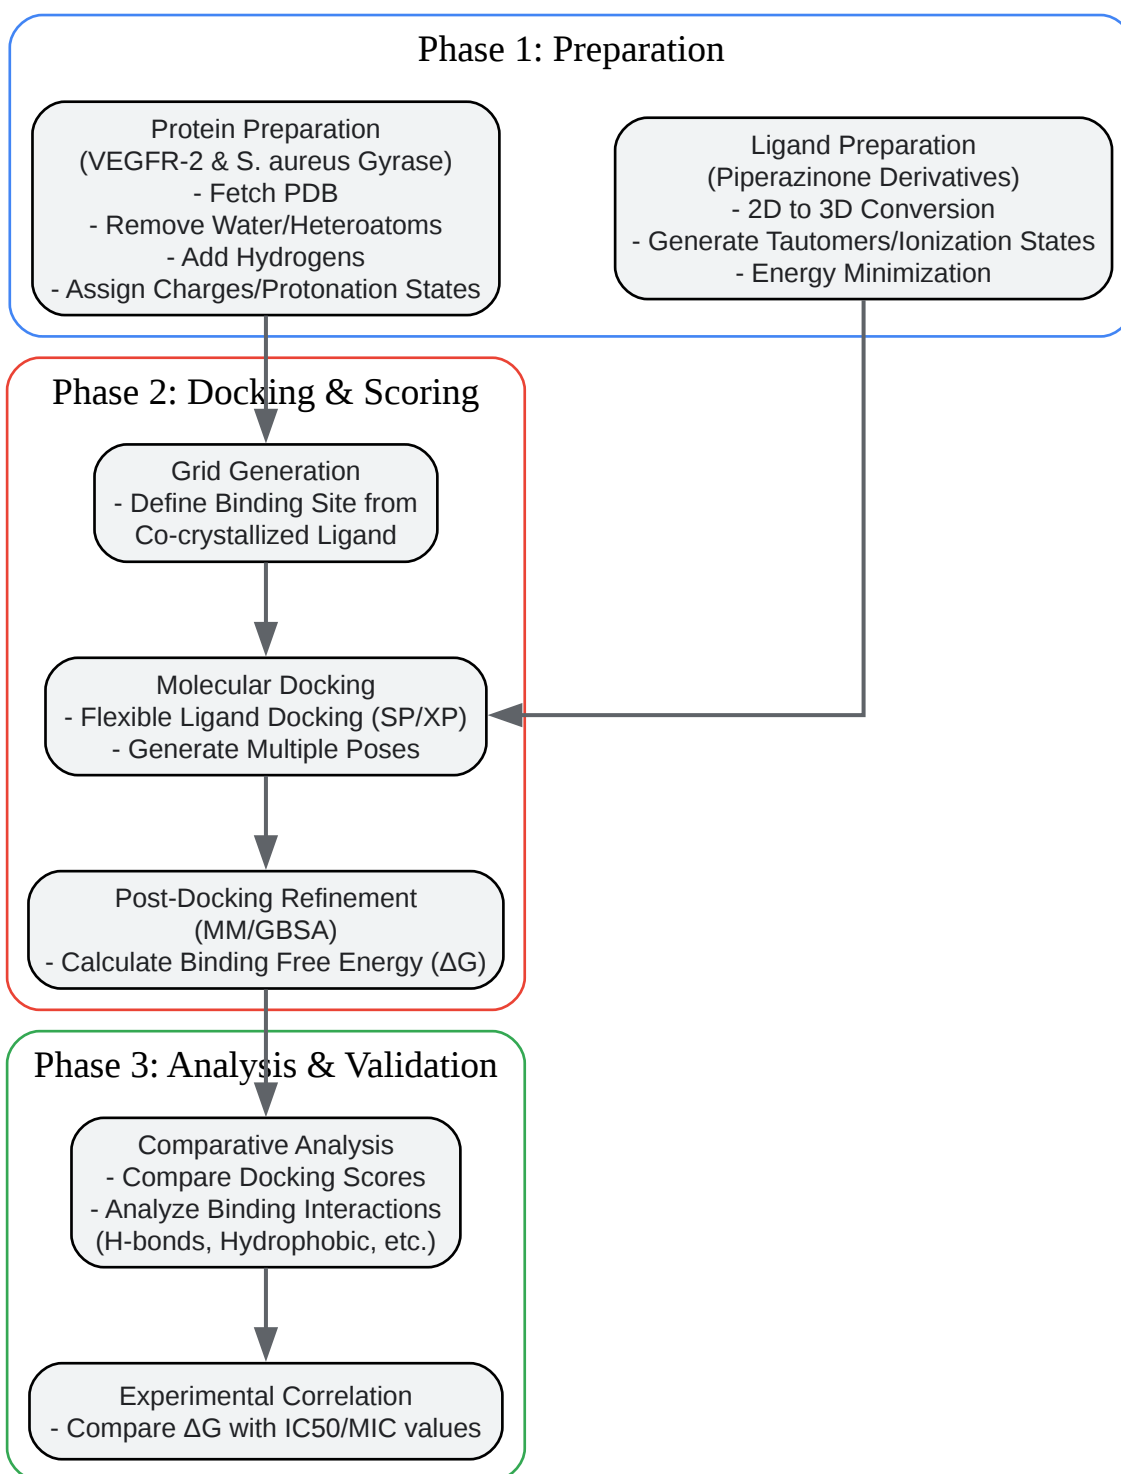 Phase 1: Preparation
Protein Preparation
(VEGFR-2 & S. aureus Gyrase)
- Fetch PDB
- Remove Water/Heteroatoms
- Add Hydrogens
- Assign Charges/Protonation States
Ligand Preparation
(Piperazinone Derivatives)
- 2D to 3D Conversion
- Generate Tautomers/Ionization States
- Energy Minimization
Phase 2: Docking & Scoring
Grid Generation
- Define Binding Site from
Co-crystallized Ligand
Molecular Docking
- Flexible Ligand Docking (SP/XP)
- Generate Multiple Poses
Post-Docking Refinement
(MM/GBSA)
- Calculate Binding Free Energy (ΔG)
Phase 3: Analysis & Validation
Comparative Analysis
- Compare Docking Scores
- Analyze Binding Interactions
(H-bonds, Hydrophobic, etc.)
Experimental Correlation
- Compare ΔG with IC50/MIC values